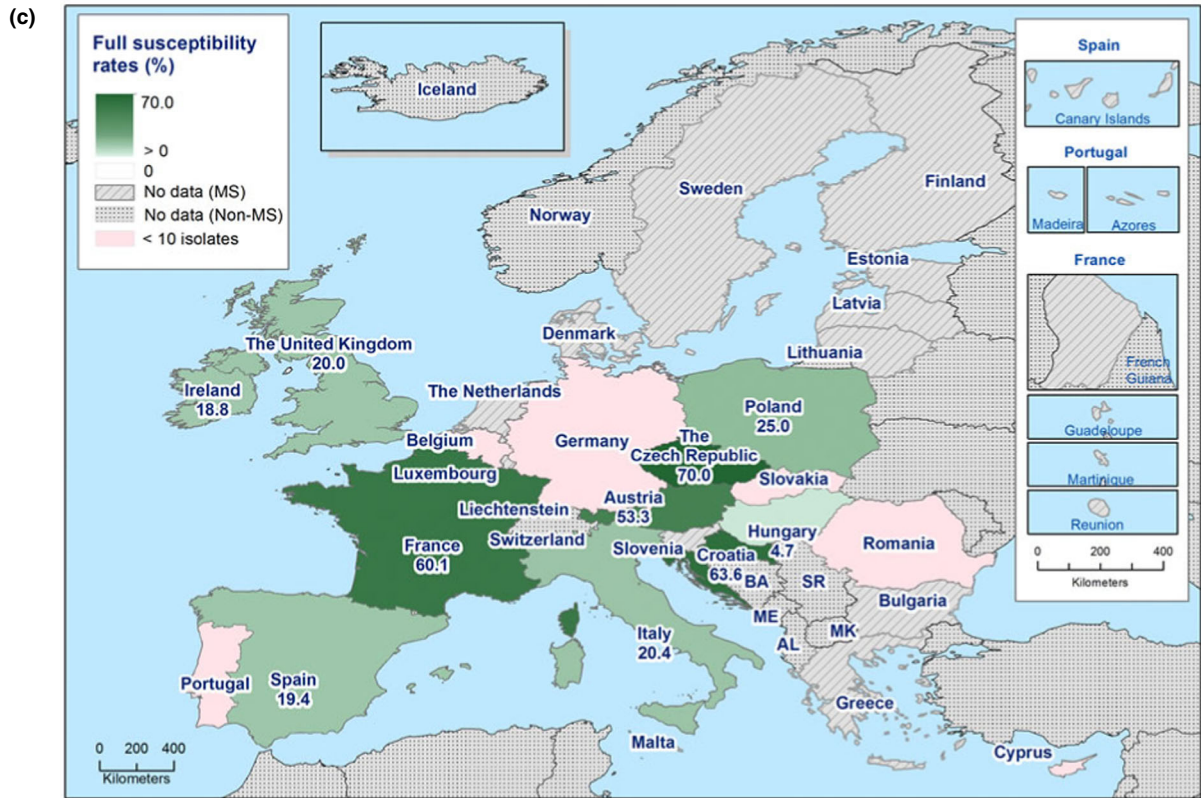 (c)
Full susceptibility
rates (%)
70.0
> 0
0
No data (MS)
No data (Non-MS)
< 10 isolates
Iceland
Norway
Sweden
Finland
Estonia
Latvia
Lithuania
Denmark
The United Kingdom
20.0
Ireland
18.8
The Netherlands
Belgium
Luxembourg
Germany
Poland
25.0
The
Czech Republic
70.0
Slovakia
Liechtenstein
Austria
53.3
Switzerland
Slovenia
Hungary
4.7
Croatia
63.6
France
60.1
Romania
BA
SR
Bulgaria
ME
MK
AL
Italy
20.4
Portugal
Spain
19.4
Greece
Malta
Cyprus
0 200 400
Kilometers
Spain
Canary Islands
Portugal
Madeira
Azores
France
French
Guiana
Guadeloupe
Martinique
Reunion
0 200 400
Kilometers